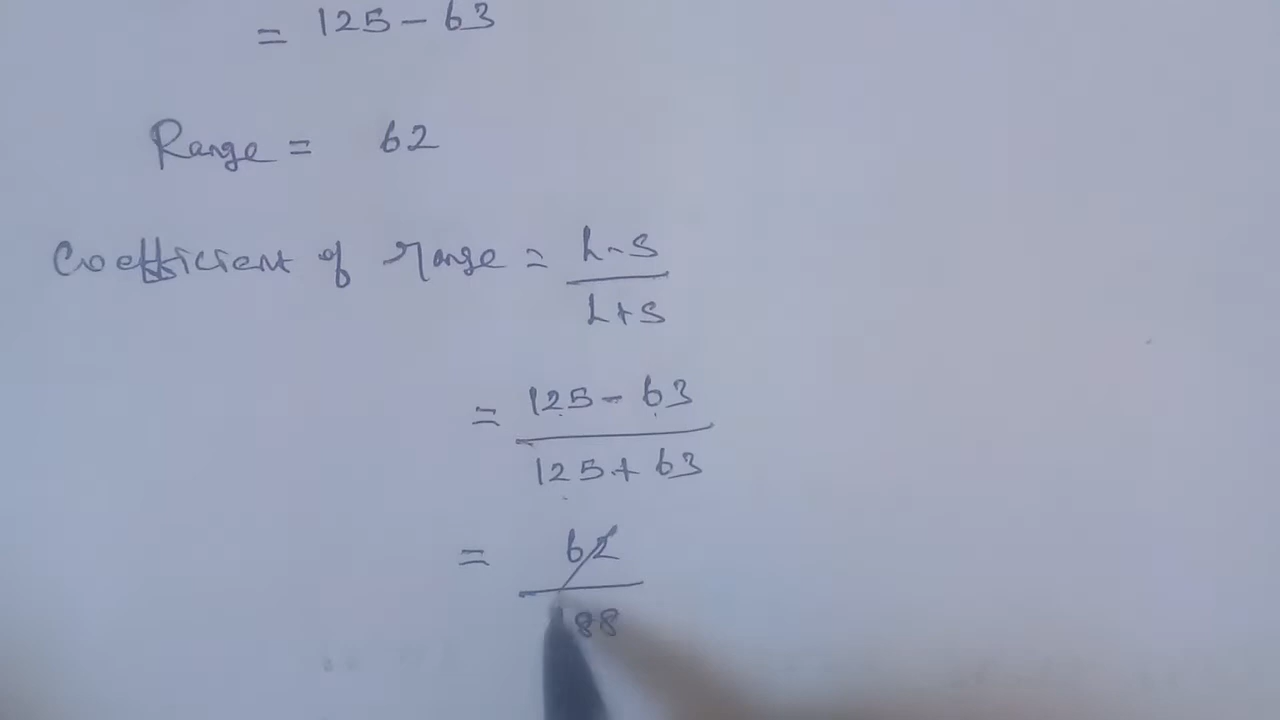 = 125 - 63
Range = 62
Coefficient of range = L-S
L+S
= 125 - 63
125 + 63
= 62
188